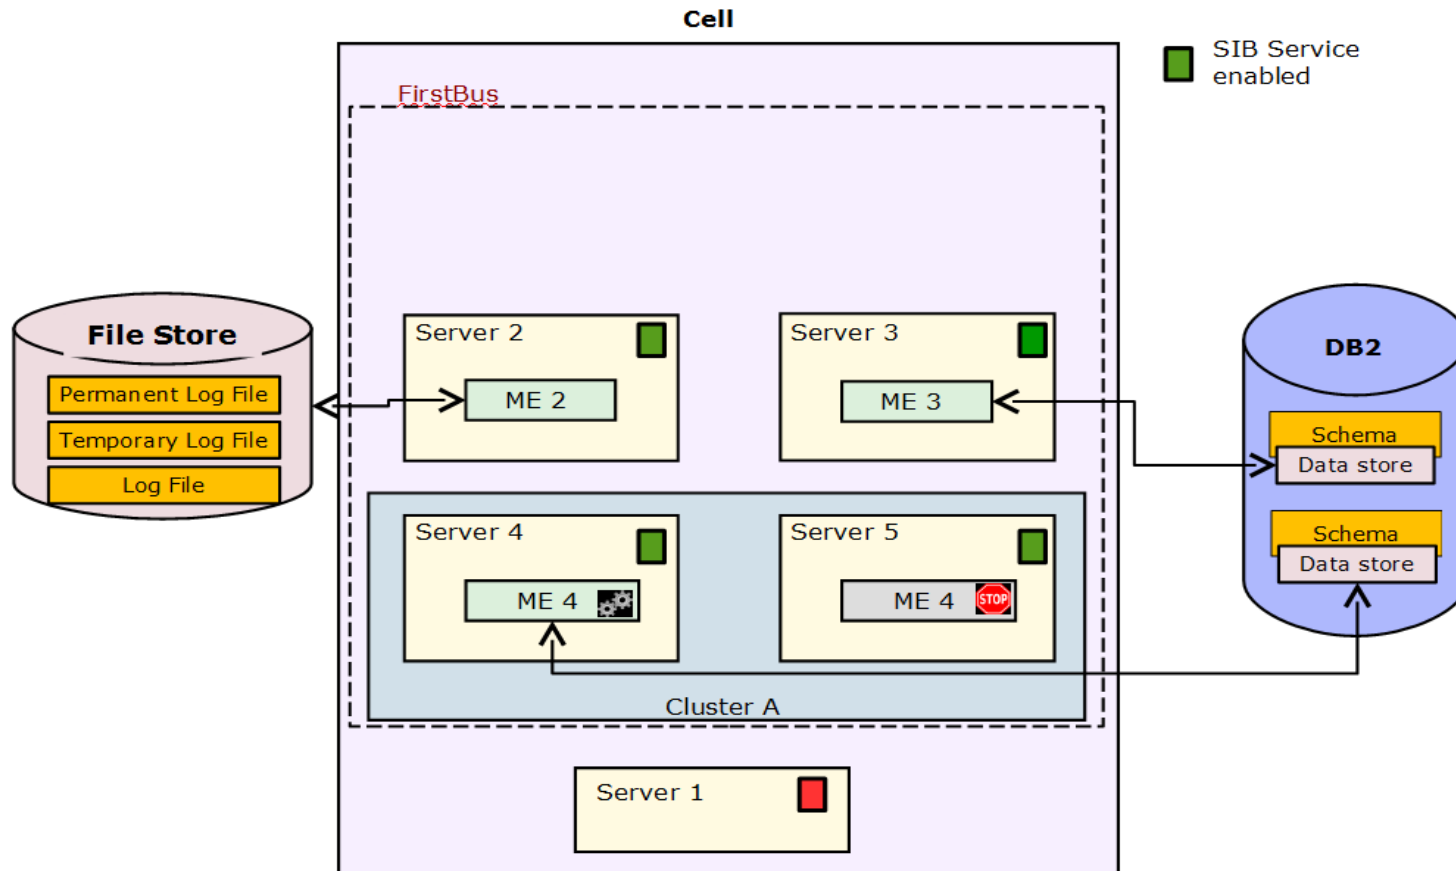 Cell
SIB Service
enabled
FirstBus
File Store
Permanent Log File
Temporary Log File
Log File
Server 2
ME 2
Server 3
ME 3
DB2
Schema
Data store
Schema
Data store
Server 4
ME 4
Server 5
ME 4
STOP
Cluster A
Server 1